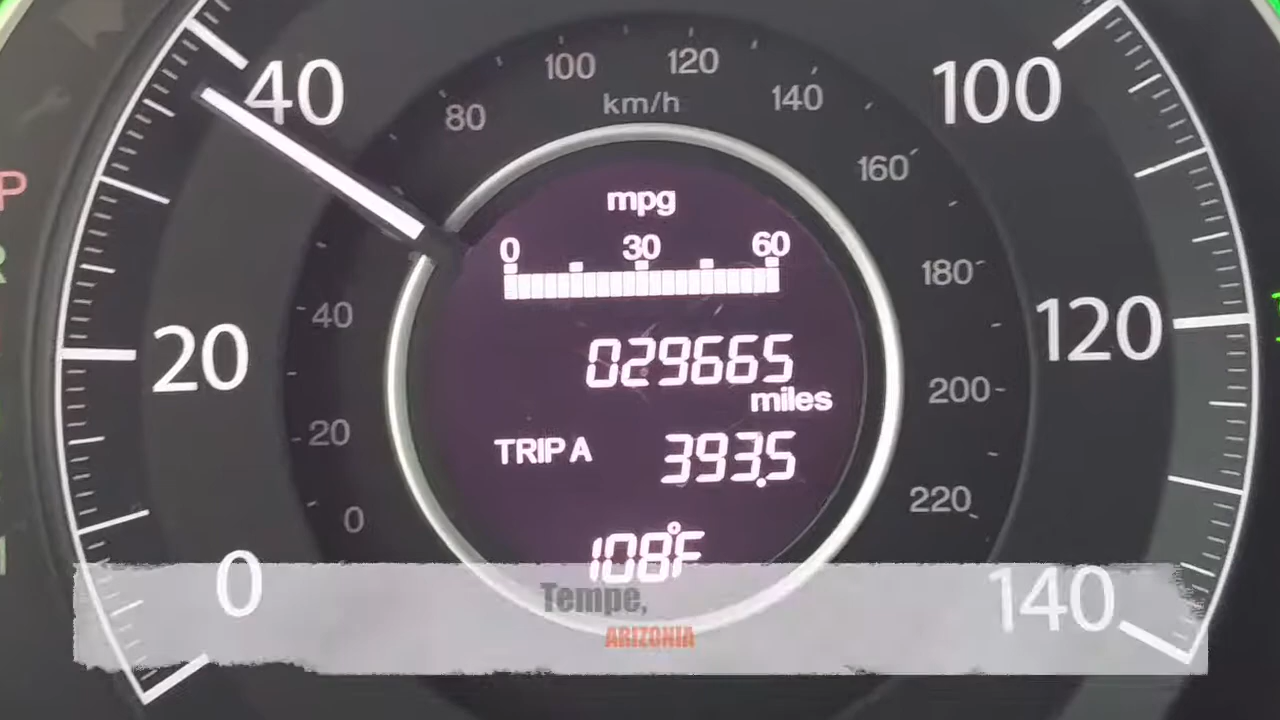 100 120
80 km/h 140
40 100
160
P
mpg
0 30 60
180
R
40 120
20 029665
miles
200
20 TRIP A 393.5
220
0
108°F
0 140
Tempe,
ARIZONIA